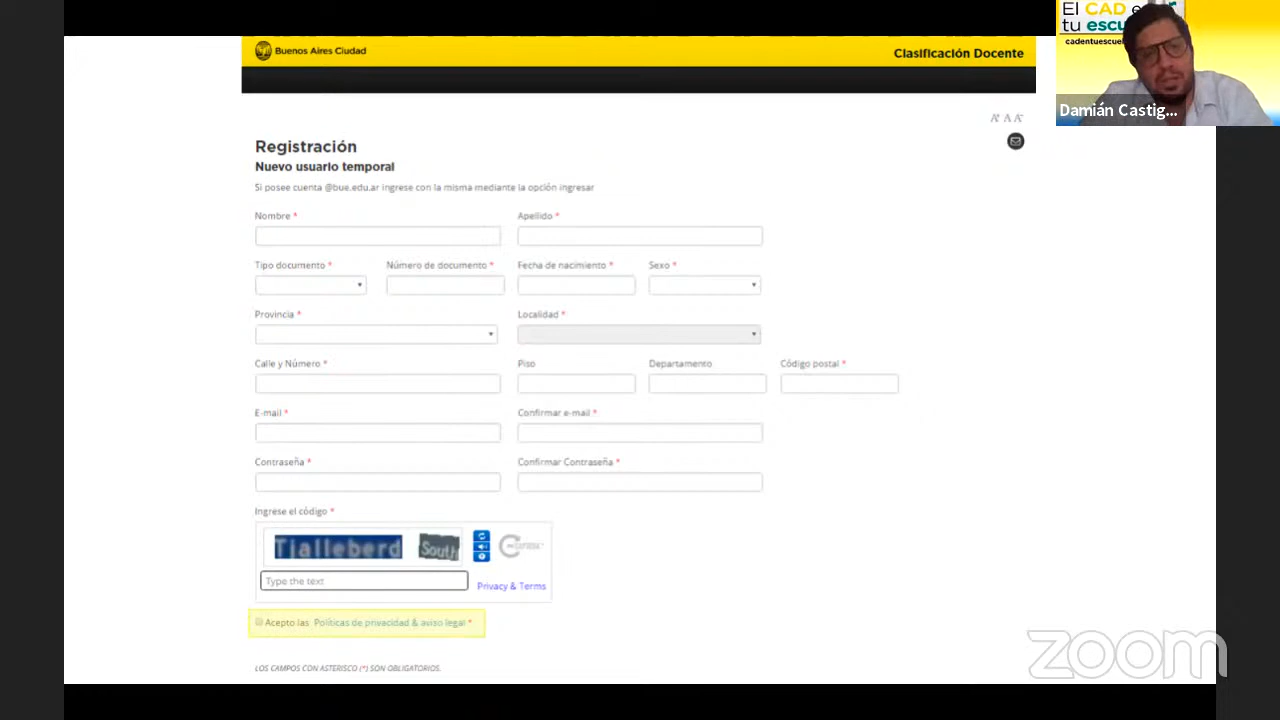 Buenos Aires Ciudad
Clasificación Docente
El CAD e
tu escu
cadentuescuel
Damián Castig...
A⁺ A A⁻
Registración
Nuevo usuario temporal
Si posee cuenta @bue.edu.ar ingrese con la misma mediante la opción ingresar
Nombre * Apellido *
Tipo documento * Número de documento * Fecha de nacimiento * Sexo *
Provincia * Localidad *
Calle y Número * Piso Departamento Código postal *
E-mail * Confirmar e-mail *
Contraseña * Confirmar Contraseña *
Ingrese el código *
Tjalleberd South
Type the text
Privacy & Terms
Acepto las Políticas de privacidad & aviso legal *
LOS CAMPOS CON ASTERISCO (*) SON OBLIGATORIOS.
zoom